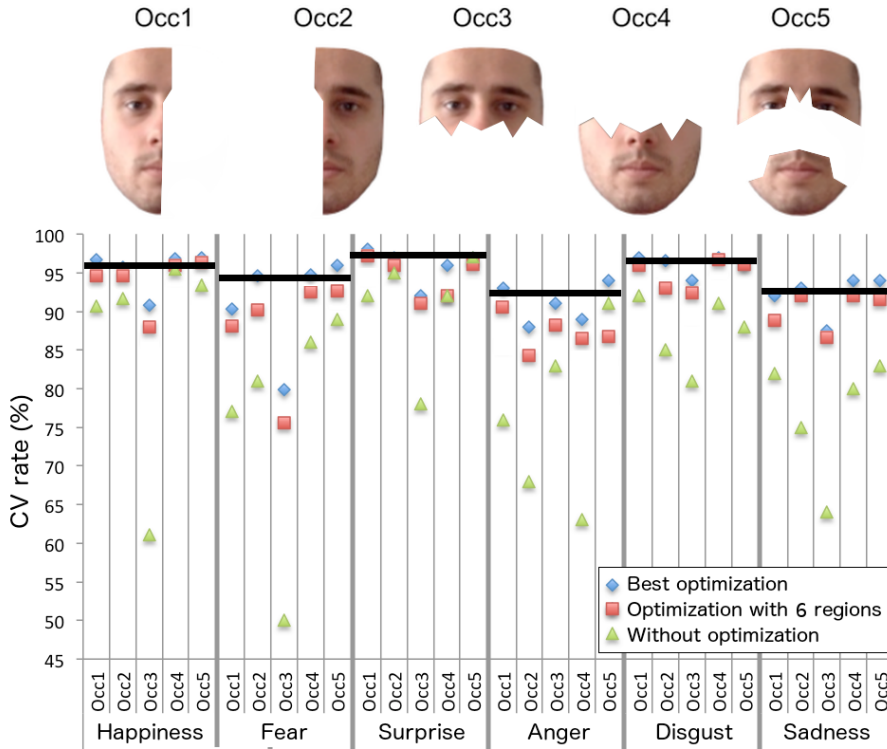 Occ1 Occ2 Occ3 Occ4 Occ5
100
95
90
85
80
75
70
65
60
55
50
45
CV rate (%)
Best optimization
Optimization with 6 regions
Without optimization
Occ1 Occ2 Occ3 Occ4 Occ5 Occ1 Occ2 Occ3 Occ4 Occ5 Occ1 Occ2 Occ3 Occ4 Occ5 Occ1 Occ2 Occ3 Occ4 Occ5 Occ1 Occ2 Occ3 Occ4 Occ5 Occ1 Occ2 Occ3 Occ4 Occ5
Happiness Fear Surprise Anger Disgust Sadness